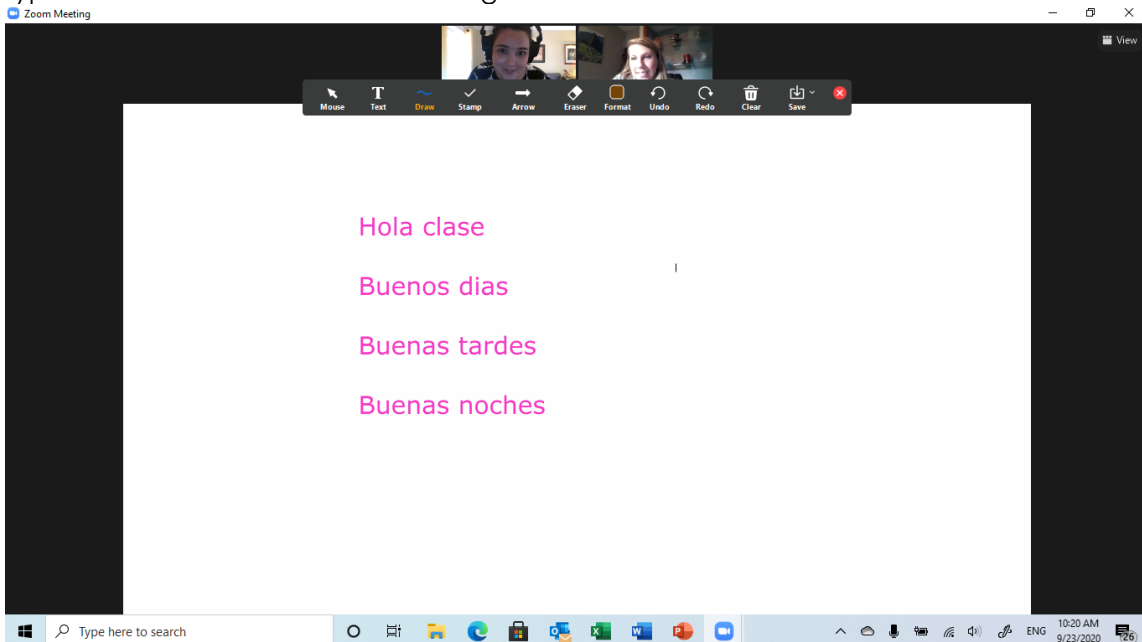 Zoom Meeting
View
Mouse Text Draw Stamp Arrow Eraser Format Undo Redo Clear Save
Hola clase
Buenos dias
Buenas tardes
Buenas noches
Type here to search
ENG
10:20 AM
9/23/2020